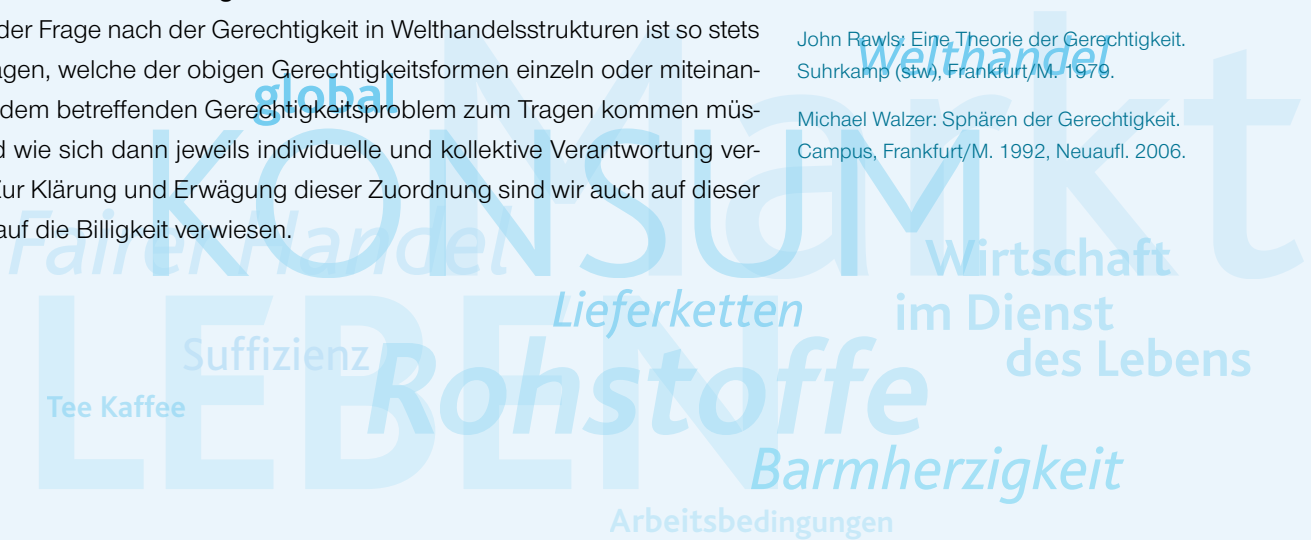 der Frage nach der Gerechtigkeit in Welthandelsstrukturen ist so stets
agen, welche der obigen Gerechtigkeitsformen einzeln oder miteinan-
dem betreffenden Gerechtigkeitsproblem zum Tragen kommen müs-
d wie sich dann jeweils individuelle und kollektive Verantwortung ver-
Zur Klärung und Erwägung dieser Zuordnung sind wir auch auf dieser
auf die Billigkeit verwiesen.
John Rawls: Eine Theorie der Gerechtigkeit.
Suhrkamp (stw), Frankfurt/M. 1979.
Michael Walzer: Sphären der Gerechtigkeit.
Campus, Frankfurt/M. 1992, Neuaufl. 2006.
Welthandel
Markt
global
KONSUM
Fairer Handel
Wirtschaft
im Dienst
des Lebens
Lieferketten
LEBEN
Suffizienz
Rohstoffe
Tee Kaffee
Barmherzigkeit
Arbeitsbedingungen